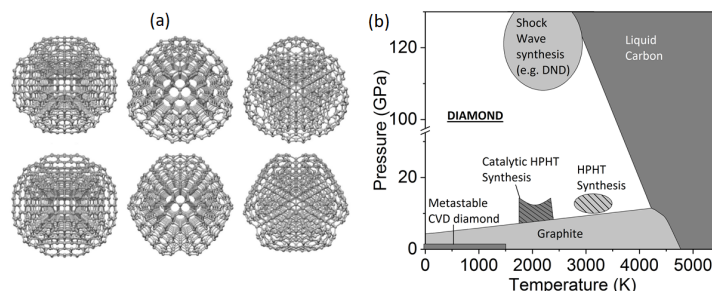 (a)
(b)
Shock
Wave
synthesis
(e.g. DND)
Liquid
Carbon
DIAMOND
Catalytic HPHT
Synthesis
HPHT
Synthesis
Metastable
CVD diamond
Graphite
Pressure (GPa)
100
20
10
0
0 1000 2000 3000 4000 5000
Temperature (K)